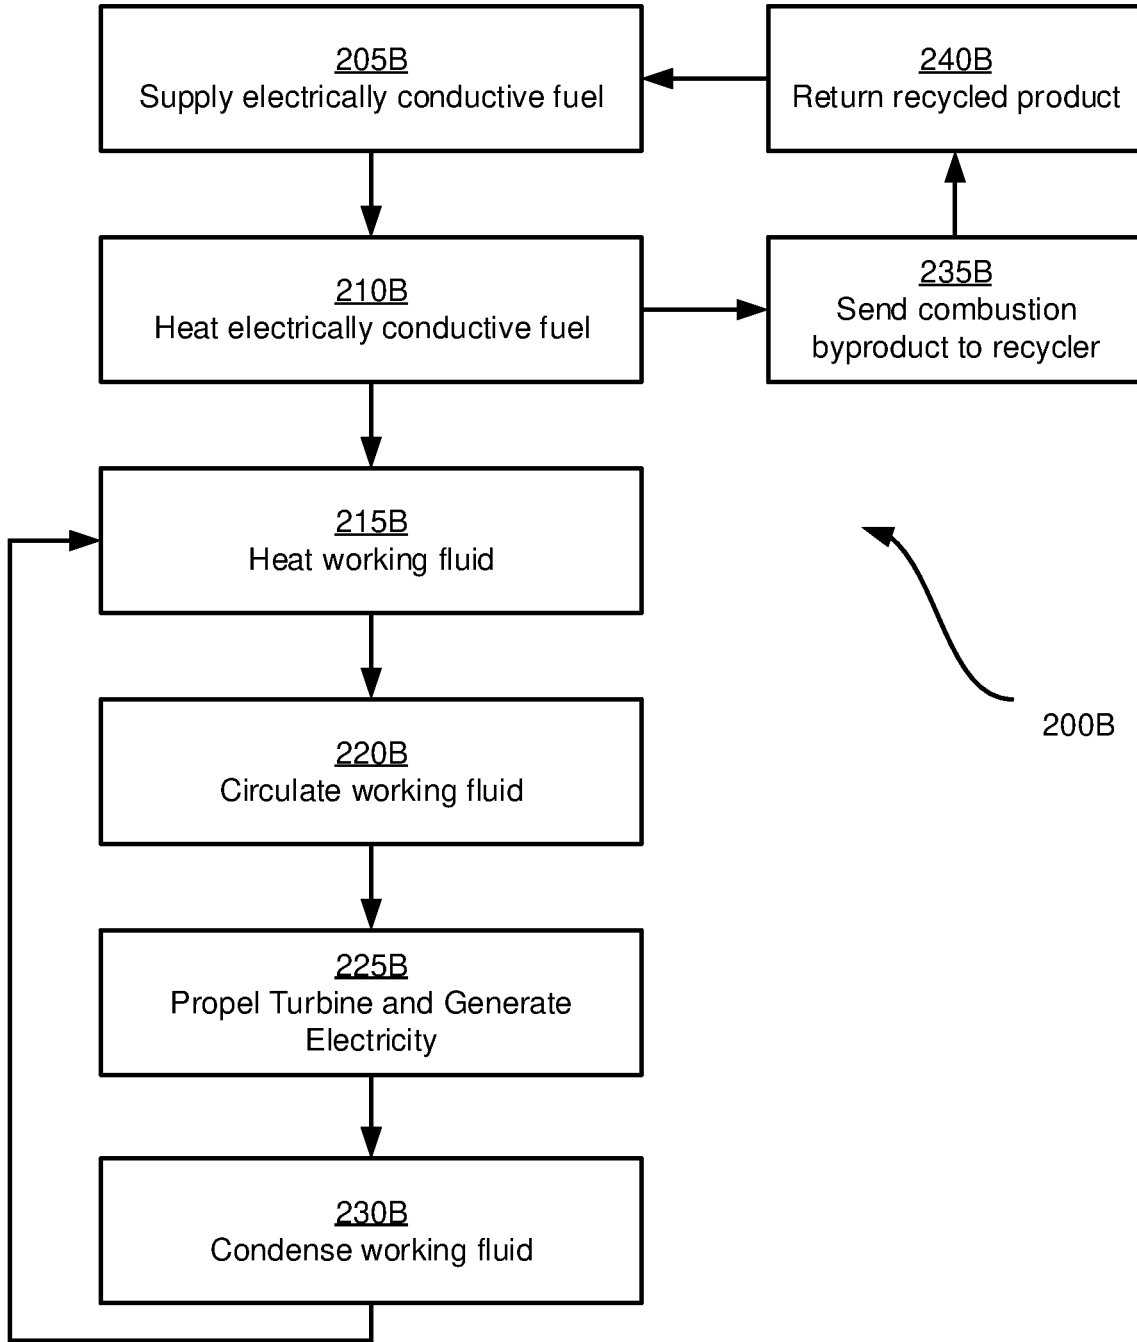 205B
Supply electrically conductive fuel
240B
Return recycled product
210B
Heat electrically conductive fuel
235B
Send combustion
byproduct to recycler
215B
Heat working fluid
200B
220B
Circulate working fluid
225B
Propel Turbine and Generate
Electricity
230B
Condense working fluid